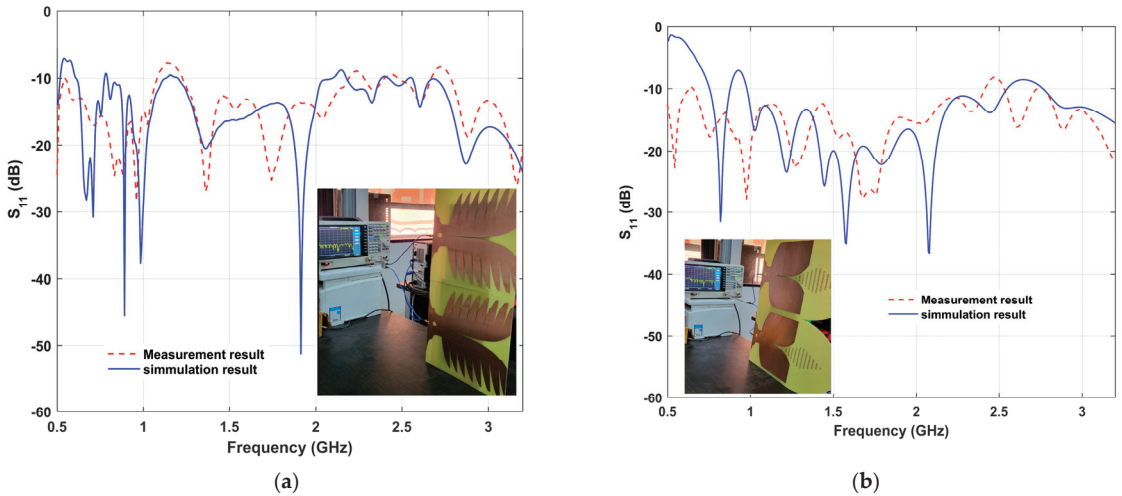 0
-10
-20
-30
-40
-50
-60
S11 (dB)
0.5 1 1.5 2 2.5 3
Frequency (GHz)
Measurement result
simmulation result
(a)
0
-10
-20
-30
-40
-50
-60
S11 (dB)
0.5 1 1.5 2 2.5 3
Frequency (GHz)
Measurement result
simmulation result
(b)